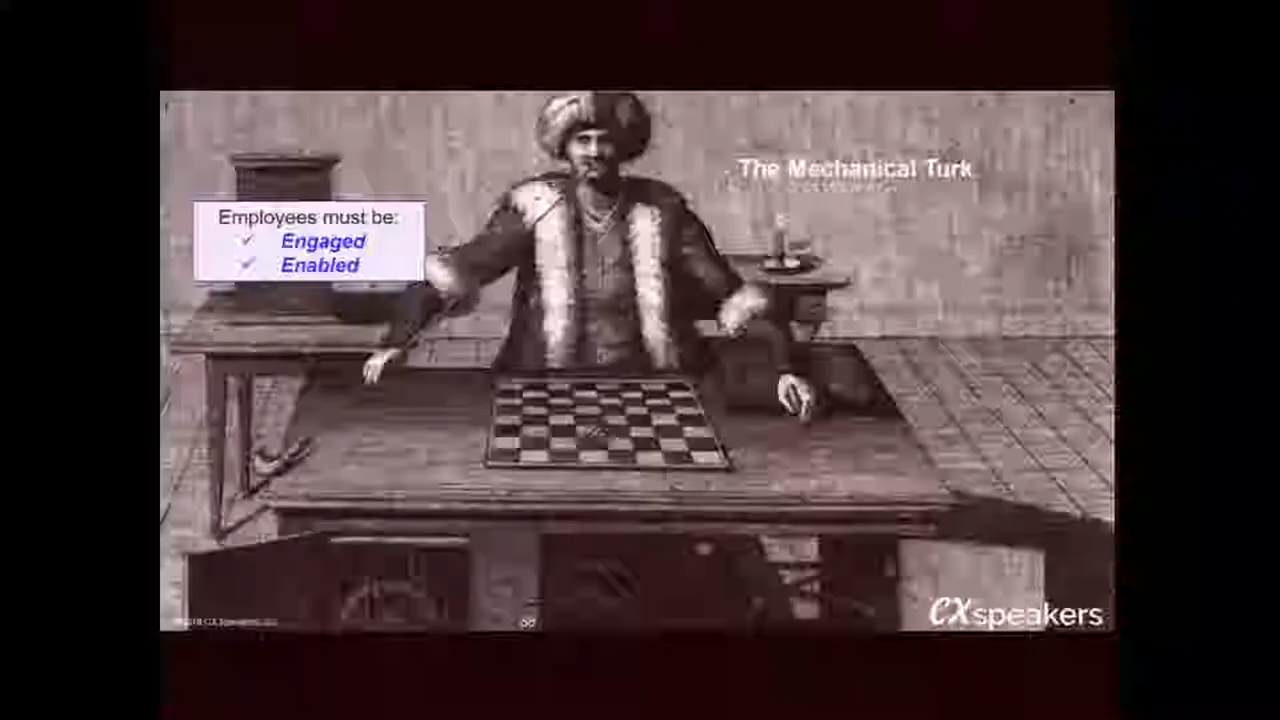 The Mechanical Turk
Employees must be:
✓ Engaged
✓ Enabled
CXspeakers